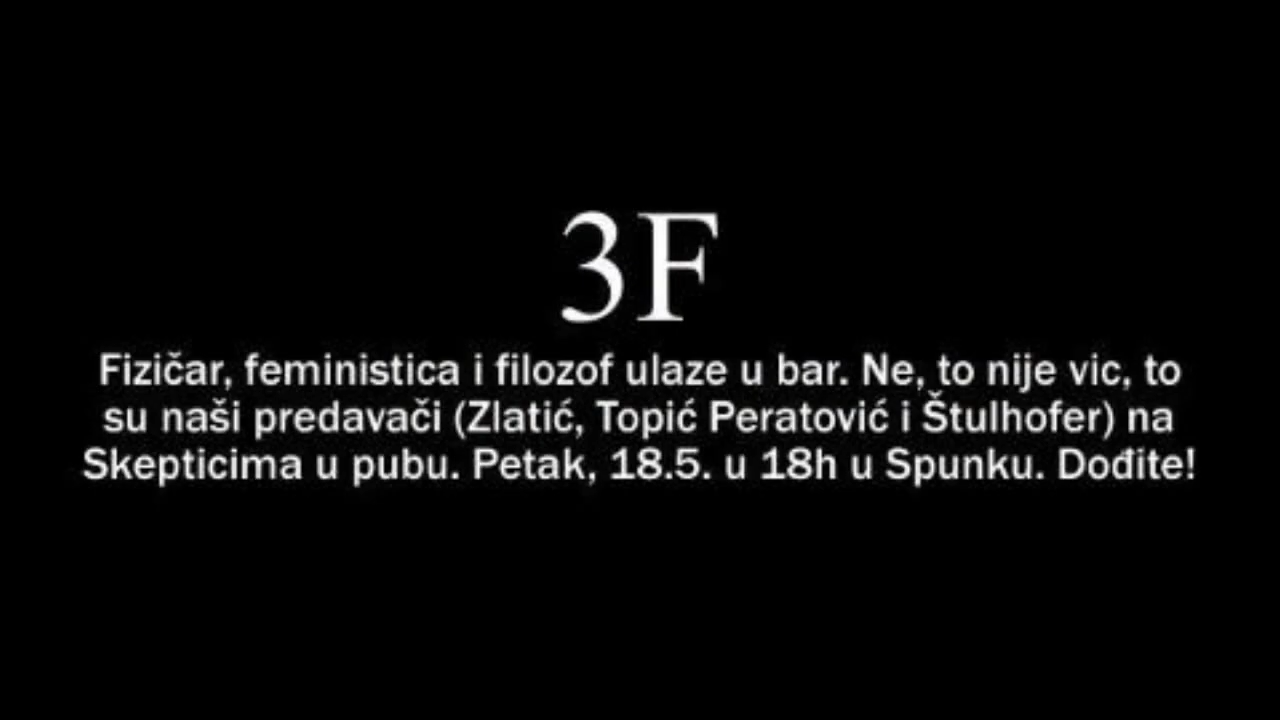 3F
Fizičar, feministica i filozof ulaze u bar. Ne, to nije vic, to
su naši predavači (Zlatić, Topić Peratović i Štulhofer) na
Skepticima u pubu. Petak, 18.5. u 18h u Spunku. Dođite!